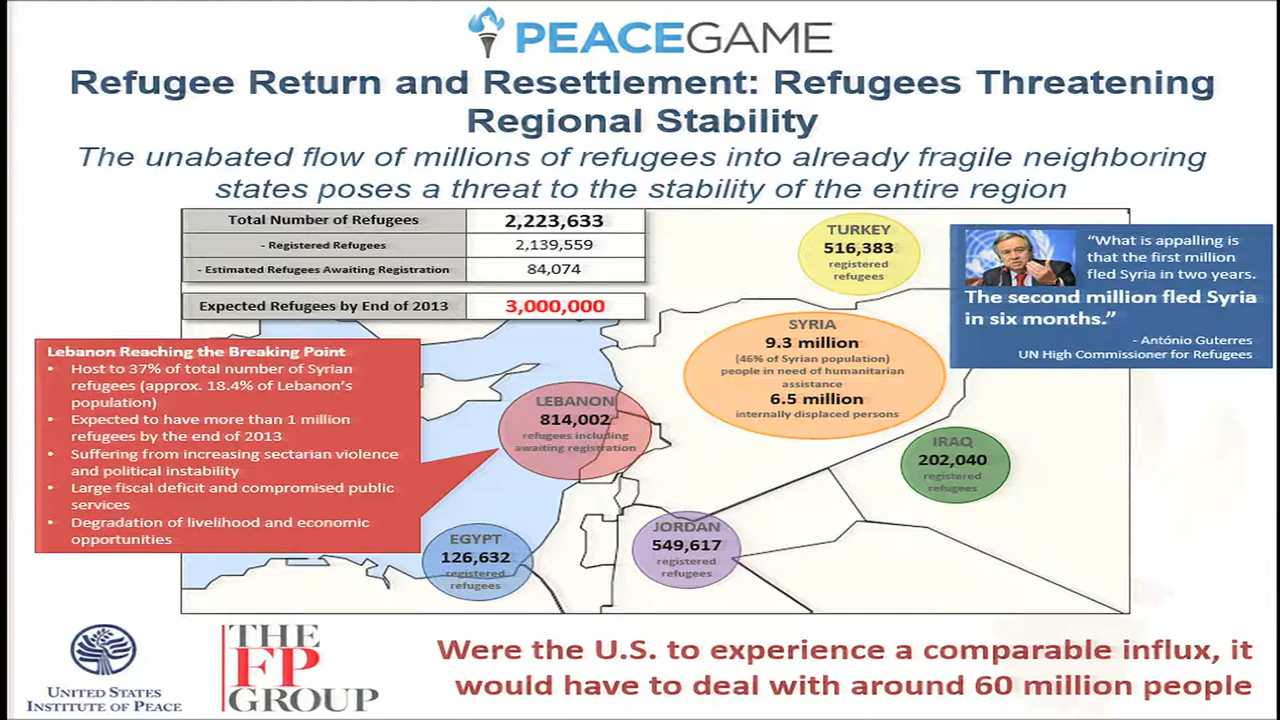 PEACEGAME
Refugee Return and Resettlement: Refugees Threatening
Regional Stability
The unabated flow of millions of refugees into already fragile neighboring
states poses a threat to the stability of the entire region
Total Number of Refugees 2,223,633
- Registered Refugees 2,139,559
- Estimated Refugees Awaiting Registration 84,074
Expected Refugees by End of 2013 3,000,000
TURKEY
516,383
registered
refugees
“What is appalling is
that the first million
fled Syria in two years.
The second million fled Syria
in six months.”
- António Guterres
UN High Commissioner for Refugees
SYRIA
9.3 million
(46% of Syrian population)
people in need of humanitarian
assistance
6.5 million
internally displaced persons
Lebanon Reaching the Breaking Point
• Host to 37% of total number of Syrian
refugees (approx. 18.4% of Lebanon’s
population)
• Expected to have more than 1 million
refugees by the end of 2013
• Suffering from increasing sectarian violence
and political instability
• Large fiscal deficit and compromised public
services
• Degradation of livelihood and economic
opportunities
LEBANON
814,002
refugees including
awaiting registration
IRAQ
202,040
registered
refugees
EGYPT
126,632
registered
refugees
JORDAN
549,617
registered
refugees
UNITED STATES
INSTITUTE OF PEACE
THE
FP
GROUP
Were the U.S. to experience a comparable influx, it
would have to deal with around 60 million people